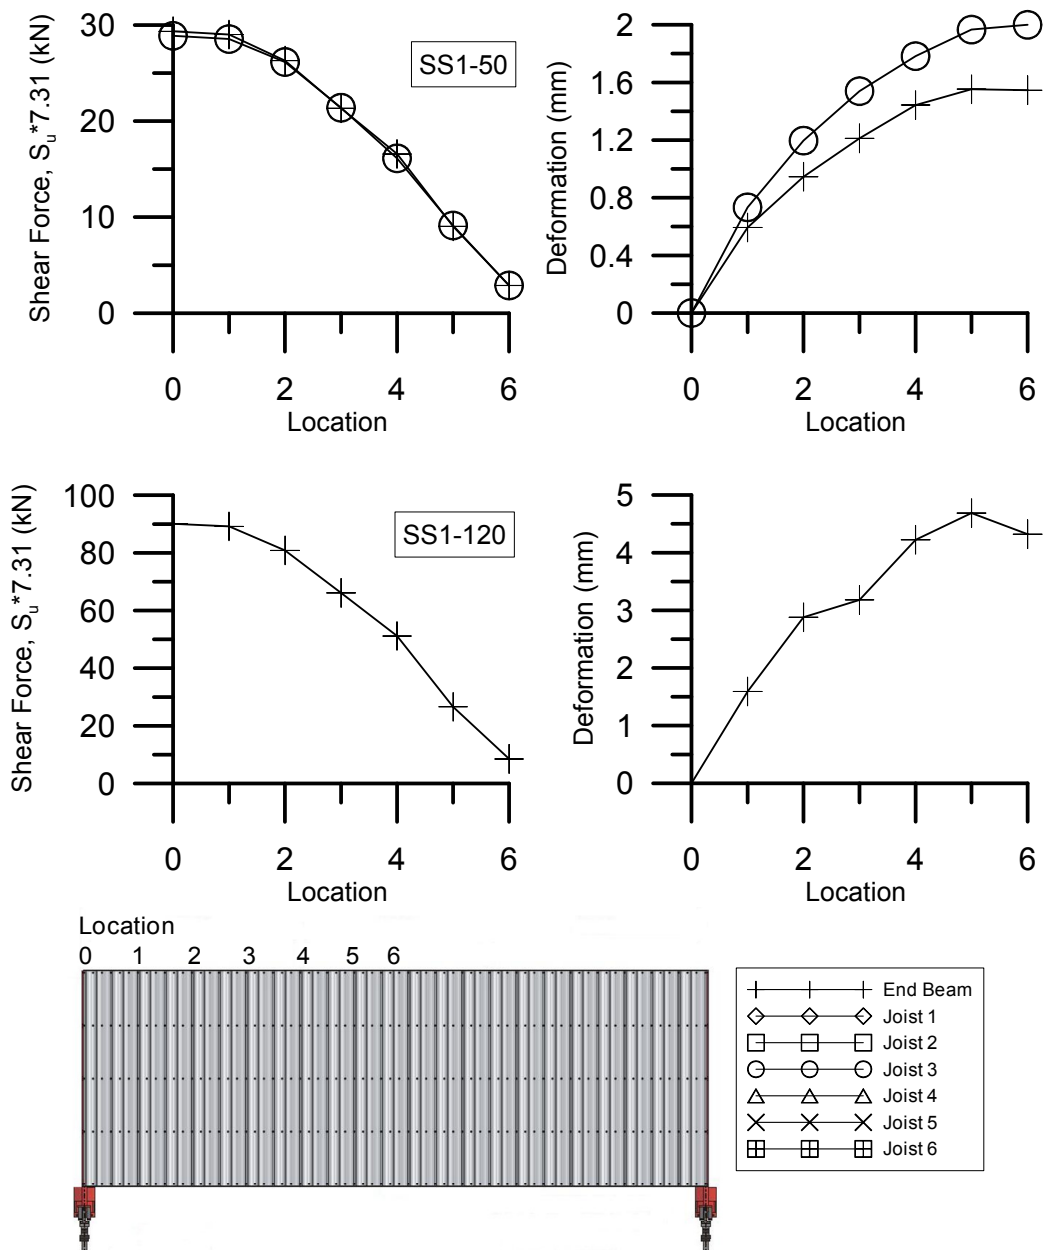 Shear Force, Su*7.31 (kN)
30
20
10
0
0 2 4 6
Location
SS1-50
Deformation (mm)
2
1.6
1.2
0.8
0.4
0
0 2 4 6
Location
Shear Force, Su*7.31 (kN)
100
80
60
40
20
0
0 2 4 6
Location
SS1-120
Deformation (mm)
5
4
3
2
1
0
0 2 4 6
Location
Location
0 1 2 3 4 5 6
End Beam
Joist 1
Joist 2
Joist 3
Joist 4
Joist 5
Joist 6